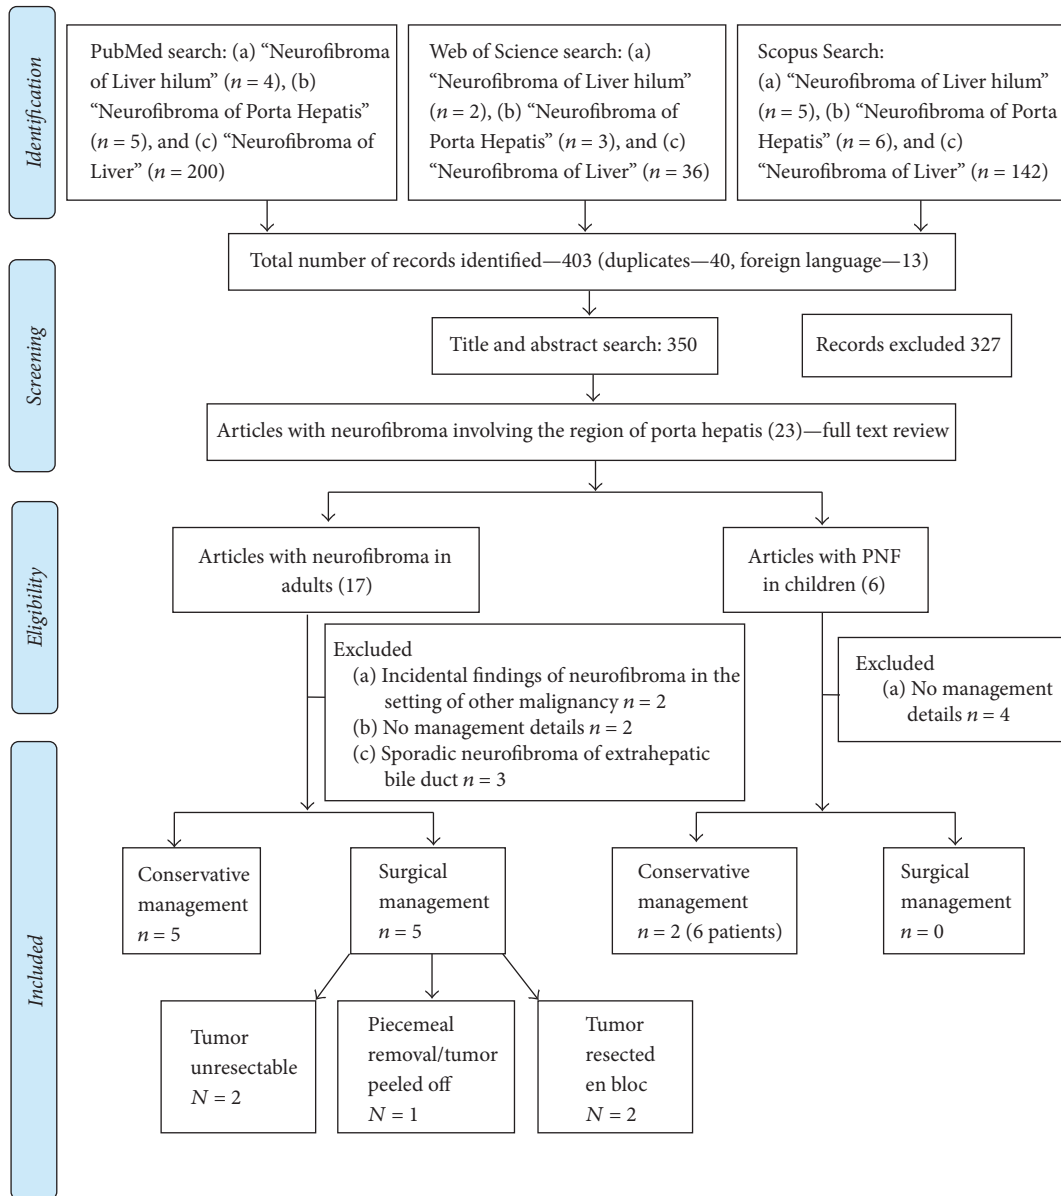 Identification
PubMed search: (a) “Neurofibroma
of Liver hilum” (n = 4), (b)
“Neurofibroma of Porta Hepatis”
(n = 5), and (c) “Neurofibroma of
Liver” (n = 200)
Web of Science search: (a)
“Neurofibroma of Liver hilum”
(n = 2), (b) “Neurofibroma of
Porta Hepatis” (n = 3), and (c)
“Neurofibroma of Liver” (n = 36)
Scopus Search:
(a) “Neurofibroma of Liver hilum”
(n = 5), (b) “Neurofibroma of Porta
Hepatis” (n = 6), and (c)
“Neurofibroma of Liver” (n = 142)
Total number of records identified—403 (duplicates—40, foreign language—13)
Screening
Title and abstract search: 350
Records excluded 327
Articles with neurofibroma involving the region of porta hepatis (23)—full text review
Eligibility
Articles with neurofibroma in
adults (17)
Articles with PNF
in children (6)
Excluded
(a) Incidental findings of neurofibroma in the
setting of other malignancy n = 2
(b) No management details n = 2
(c) Sporadic neurofibroma of extrahepatic
bile duct n = 3
Excluded
(a) No management
details n = 4
Included
Conservative
management
n = 5
Surgical
management
n = 5
Conservative
management
n = 2 (6 patients)
Surgical
management
n = 0
Tumor
unresectable
N = 2
Piecemeal
removal/tumor
peeled off
N = 1
Tumor
resected
en bloc
N = 2